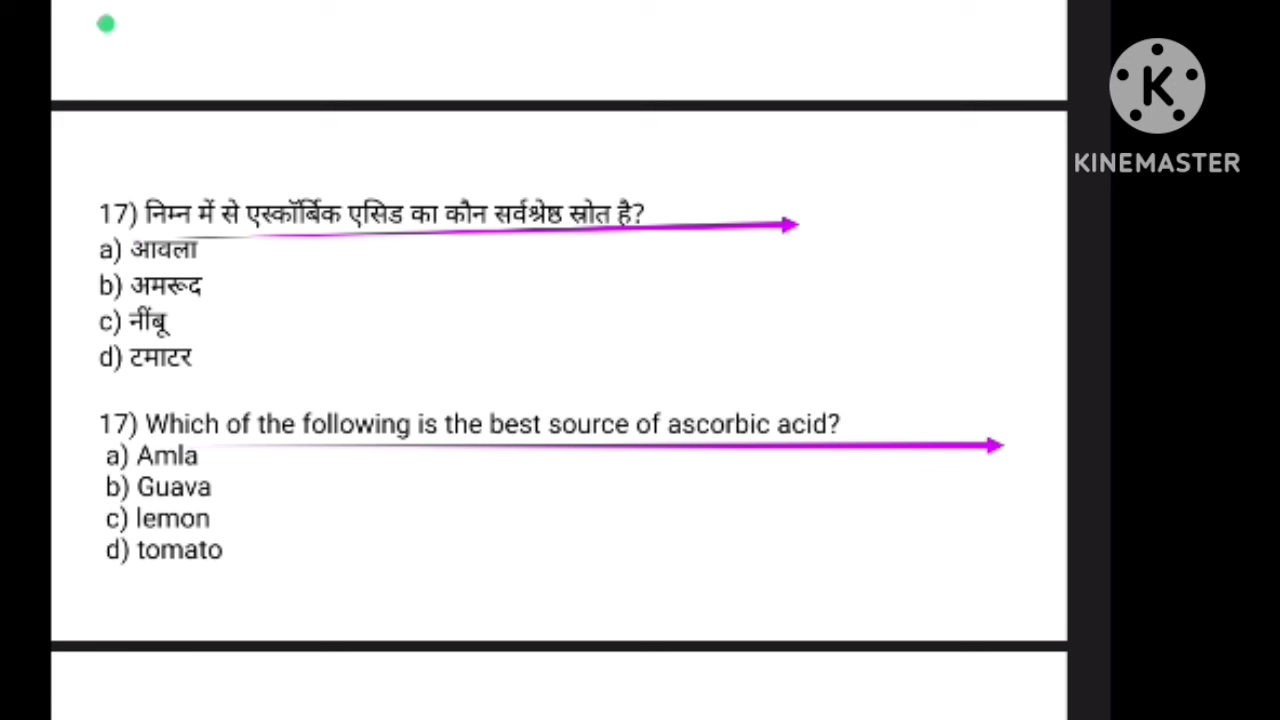 K
KINEMASTER
17) निम्न में से एस्कॉर्बिक एसिड का कौन सर्वश्रेष्ठ स्रोत है?
a) आवला
b) अमरूद
c) नींबू
d) टमाटर
17) Which of the following is the best source of ascorbic acid?
a) Amla
b) Guava
c) lemon
d) tomato